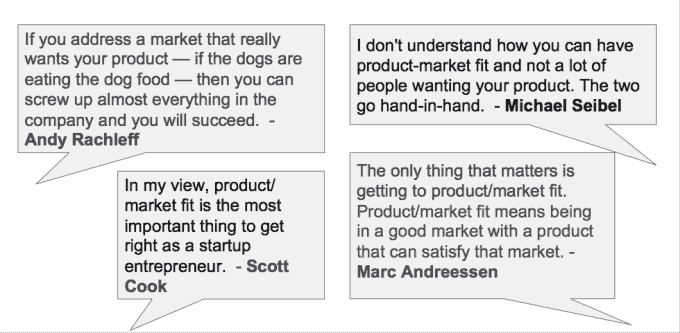 If you address a market that really
wants your product — if the dogs are
eating the dog food — then you can
screw up almost everything in the
company and you will succeed. -
Andy Rachleff
I don't understand how you can have
product-market fit and not a lot of
people wanting your product. The two
go hand-in-hand. - Michael Seibel
In my view, product/
market fit is the most
important thing to get
right as a startup
entrepreneur. - Scott
Cook
The only thing that matters is
getting to product/market fit.
Product/market fit means being
in a good market with a product
that can satisfy that market. -
Marc Andreessen